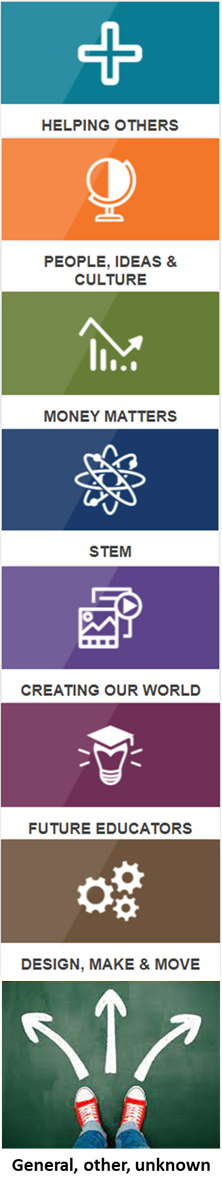 HELPING OTHERS
PEOPLE, IDEAS &
CULTURE
MONEY MATTERS
STEM
CREATING OUR WORLD
FUTURE EDUCATORS
DESIGN, MAKE & MOVE
General, other, unknown